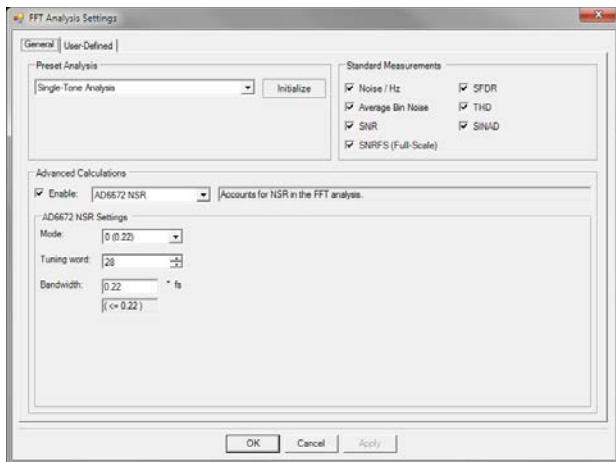 FFT Analysis Settings
General
User-Defined
Preset Analysis
Single-Tone Analysis
Initialize
Standard Measurements
Noise / Hz
SFDR
Average Bin Noise
THD
SNR
SINAD
SNRFS (Full-Scale)
Advanced Calculations
Enable:
AD6672 NSR
Accounts for NSR in the FFT analysis.
AD6672 NSR Settings
Mode:
0 (0.22)
Tuning word:
28
Bandwidth:
0.22
* fs
( <= 0.22 )
OK
Cancel
Apply